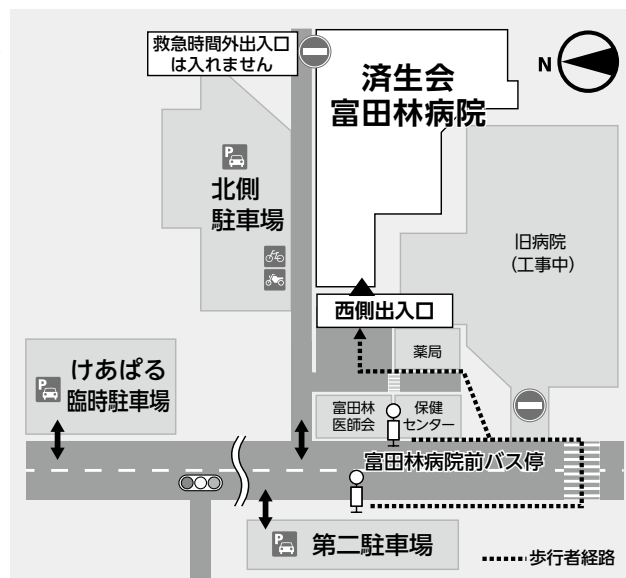 救急時間外出入口
は入れません
済生会
富田林病院
N
P
北側
駐車場
旧病院
(工事中)
西側出入口
薬局
P
けあぱる
臨時駐車場
富田林
医師会
保健
センター
富田林病院前バス停
P
第二駐車場
歩行者経路